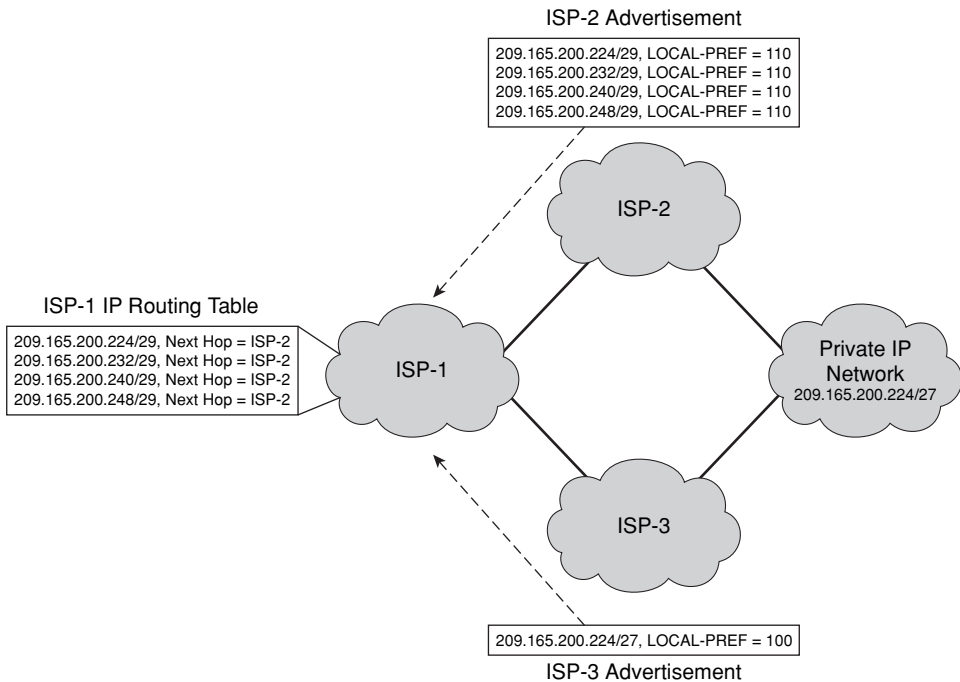 ISP-2 Advertisement
209.165.200.224/29, LOCAL-PREF = 110
209.165.200.232/29, LOCAL-PREF = 110
209.165.200.240/29, LOCAL-PREF = 110
209.165.200.248/29, LOCAL-PREF = 110
ISP-2
ISP-1 IP Routing Table
209.165.200.224/29, Next Hop = ISP-2
209.165.200.232/29, Next Hop = ISP-2
209.165.200.240/29, Next Hop = ISP-2
209.165.200.248/29, Next Hop = ISP-2
ISP-1
Private IP
Network
209.165.200.224/27
ISP-3
209.165.200.224/27, LOCAL-PREF = 100
ISP-3 Advertisement